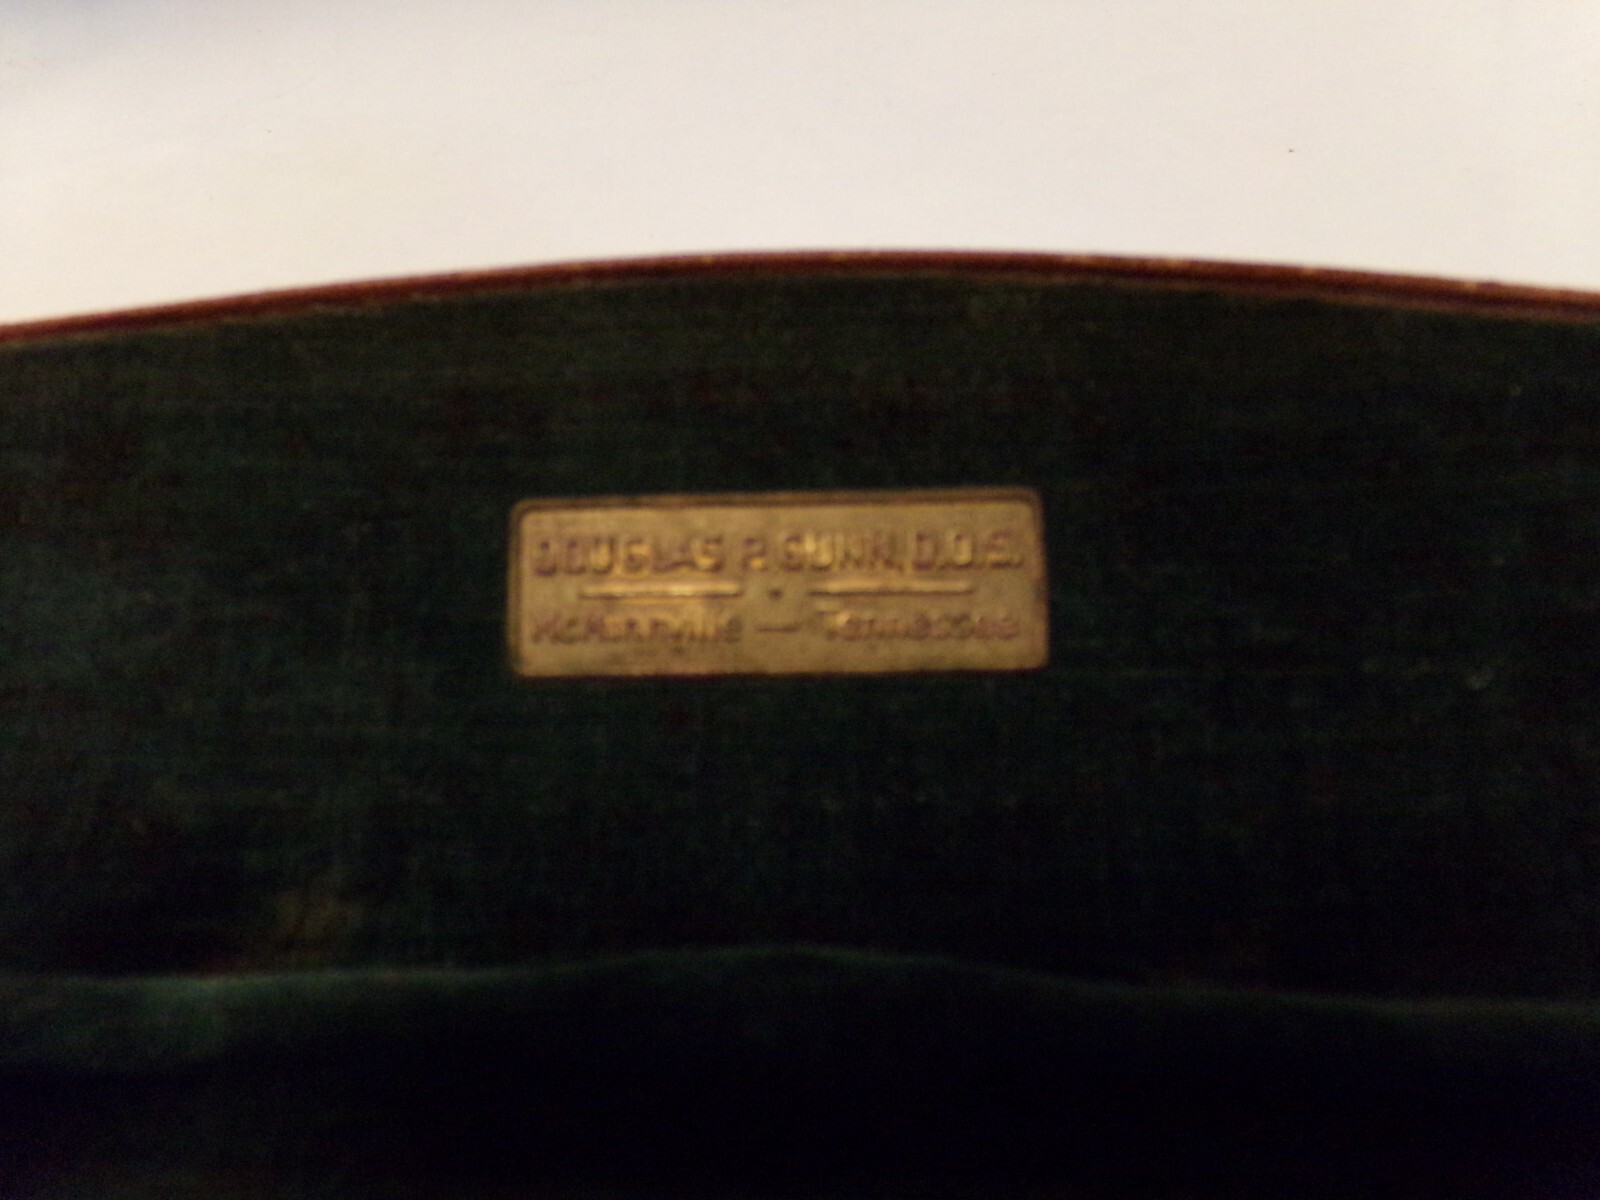 DOUGLAS P. GUNN, D.D.S.
McMinnville — Tennessee